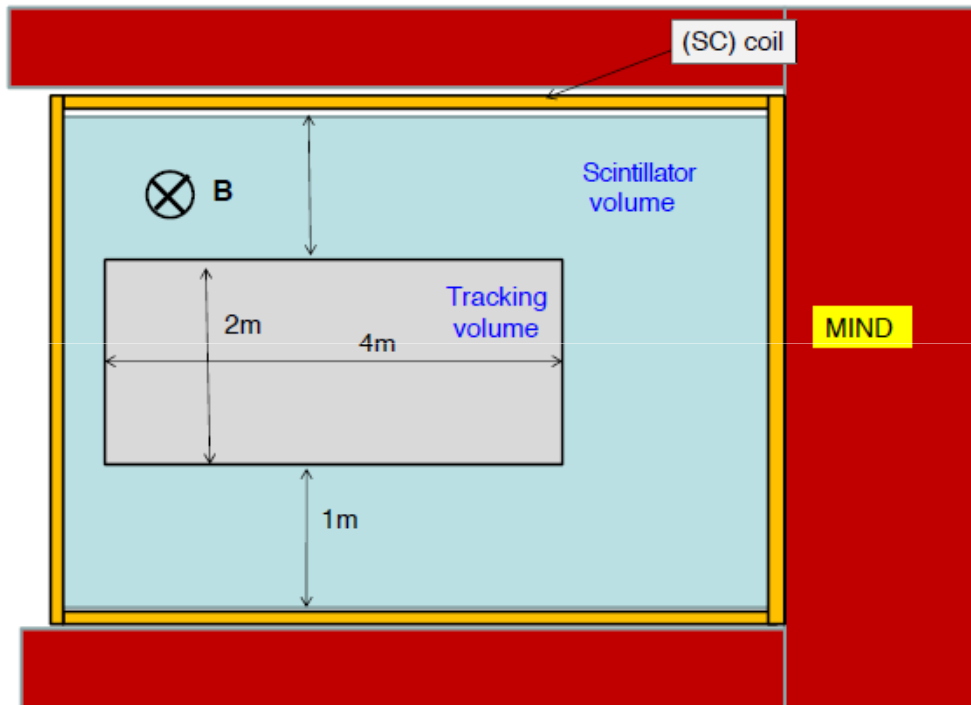 (SC) coil
B
Scintillator
volume
Tracking
volume
2m
4m
MIND
1m